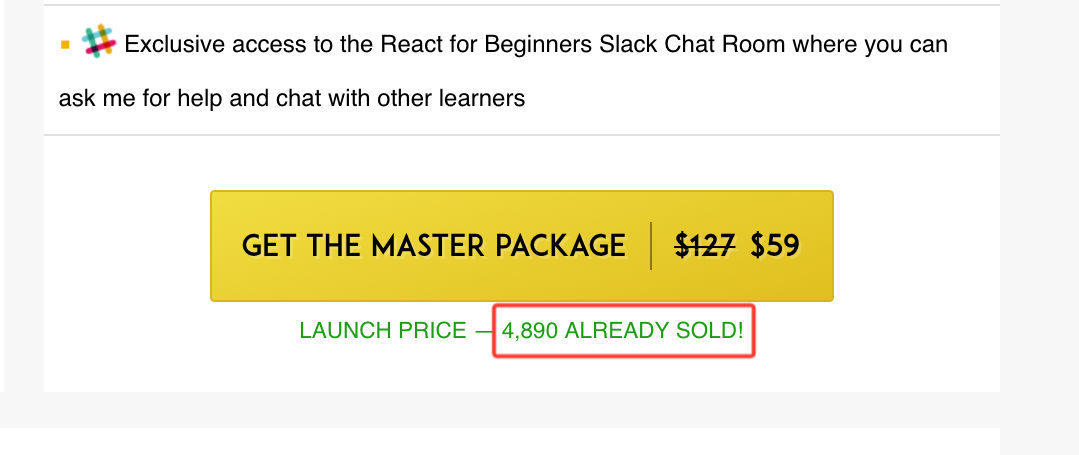 Exclusive access to the React for Beginners Slack Chat Room where you can
ask me for help and chat with other learners
GET THE MASTER PACKAGE $127 $59
LAUNCH PRICE — 4,890 ALREADY SOLD!